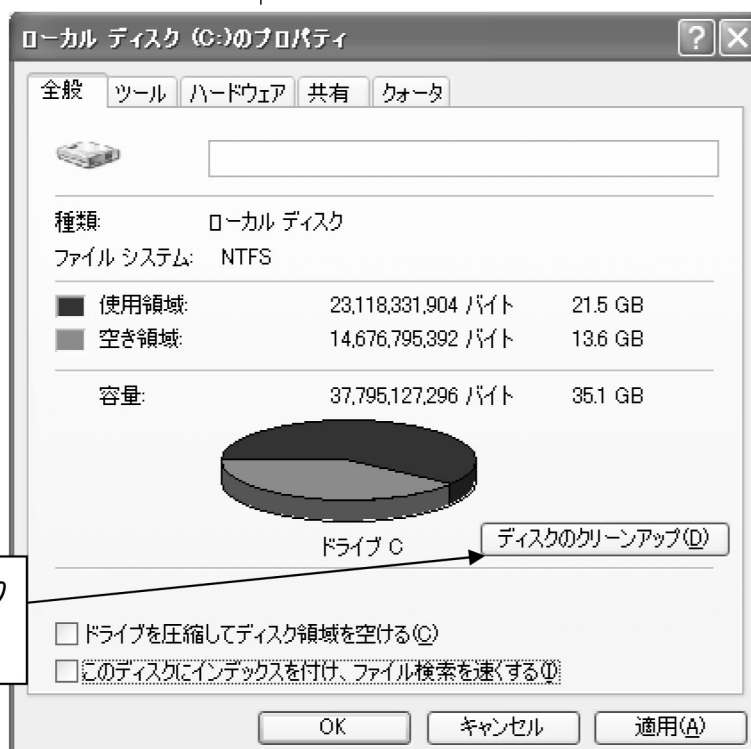 ローカル ディスク (C:)のプロパティ
全般 ツール ハードウェア 共有 クォータ
種類: ローカル ディスク
ファイル システム: NTFS
使用領域: 23,118,331,904 バイト 21.5 GB
空き領域: 14,676,795,392 バイト 13.6 GB
容量: 37,795,127,296 バイト 35.1 GB
ドライブ C ディスクのクリーンアップ(D)
ドライブを圧縮してディスク領域を空ける(C)
このディスクにインデックスを付け、ファイル検索を速くする(I)
OK キャンセル 適用(A)